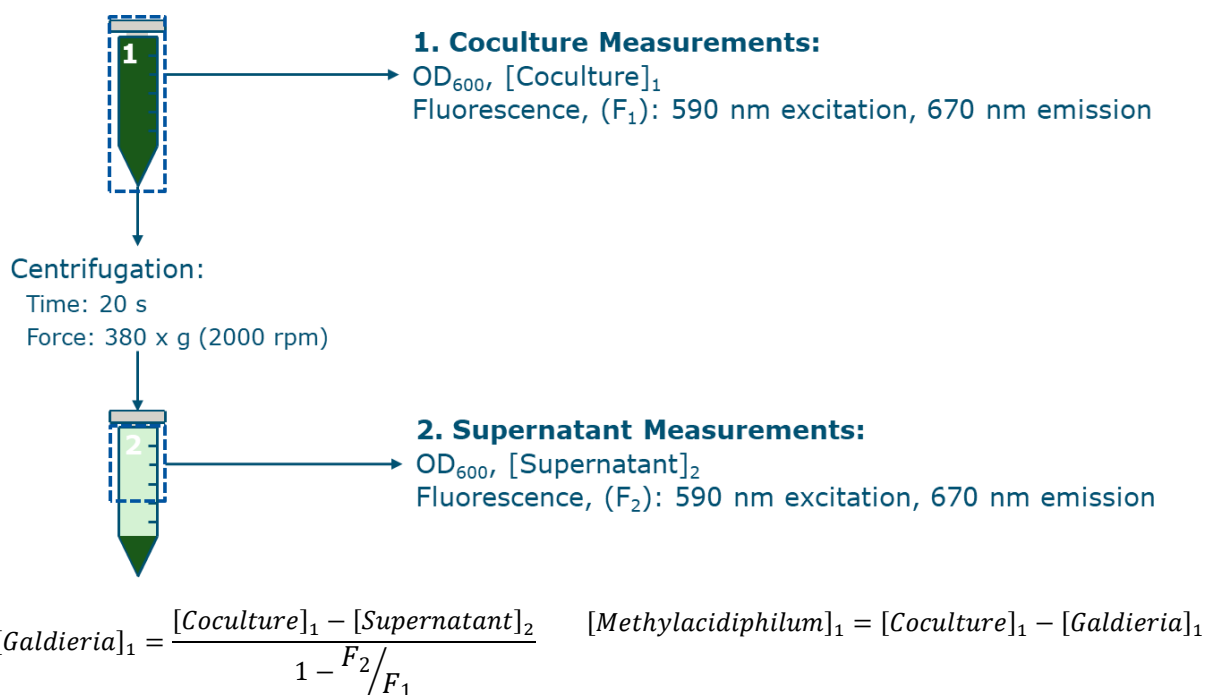 1
1. Coculture Measurements:
OD₆₀₀, [Coculture]₁
Fluorescence, (F₁): 590 nm excitation, 670 nm emission
Centrifugation:
Time: 20 s
Force: 380 x g (2000 rpm)
2
2. Supernatant Measurements:
OD₆₀₀, [Supernatant]₂
Fluorescence, (F₂): 590 nm excitation, 670 nm emission
[Galdieria]₁ = [Coculture]₁ − [Supernatant]₂ / 1 − F₂/F₁
[Methylacidiphilum]₁ = [Coculture]₁ − [Galdieria]₁